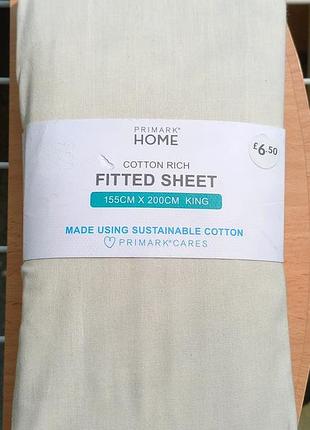 PRIMARK®
HOME
£6.50
COTTON RICH
FITTED SHEET
155CM X 200CM KING
MADE USING SUSTAINABLE COTTON
PRIMARK®CARES